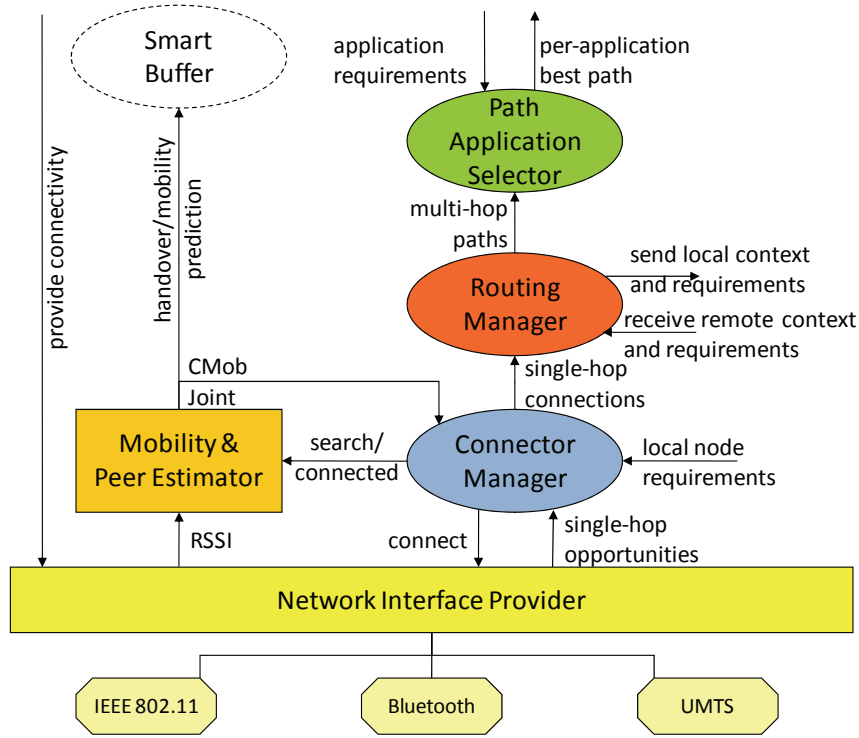 Smart
Buffer
application
requirements
per-application
best path
Path
Application
Selector
provide connectivity
handover/mobility
prediction
multi-hop
paths
send local context
and requirements
Routing
Manager
receive remote context
and requirements
CMob
Joint
single-hop
connections
Mobility &
Peer Estimator
search/
connected
Connector
Manager
local node
requirements
RSSI
connect
single-hop
opportunities
Network Interface Provider
IEEE 802.11
Bluetooth
UMTS